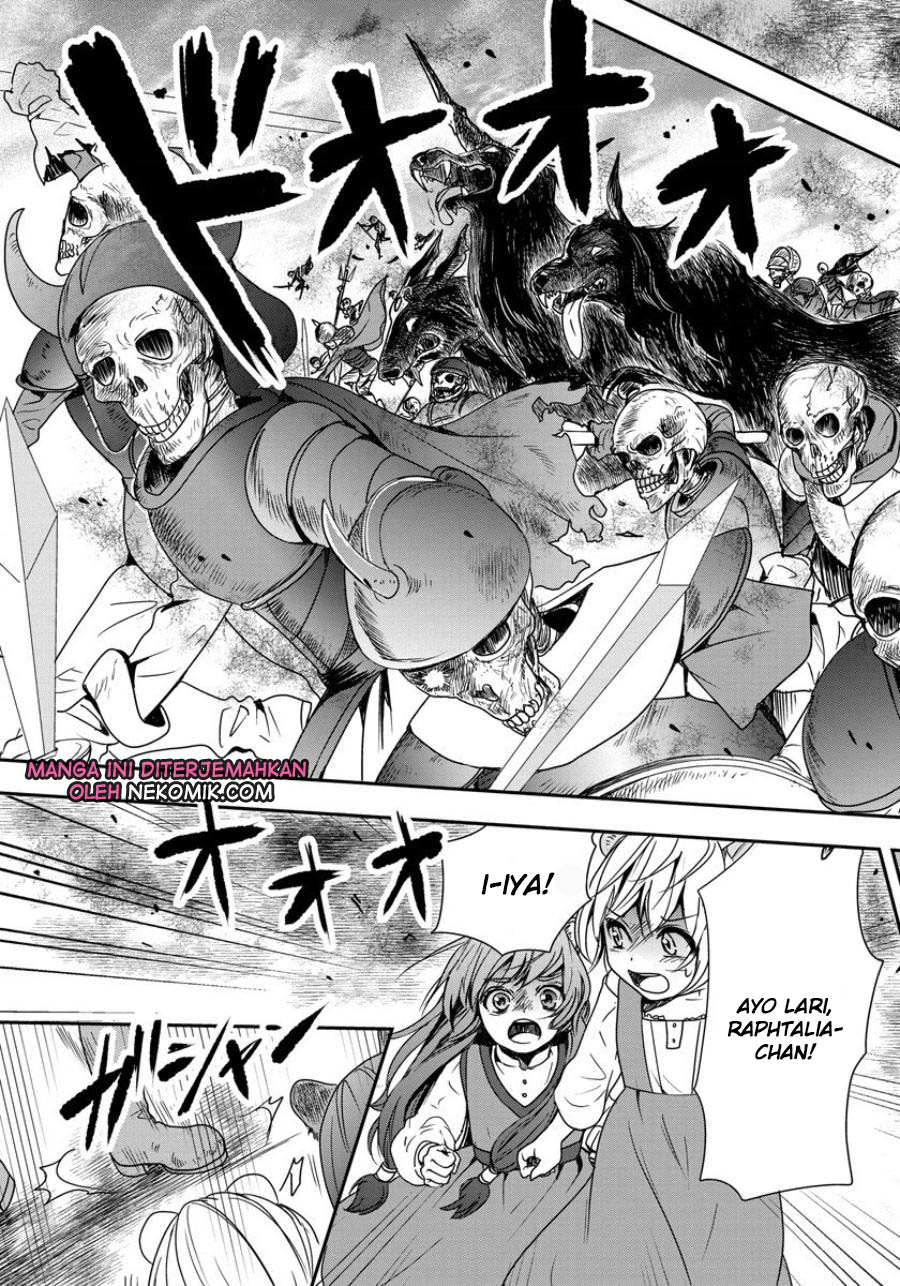 ドオオオ
MANGA INI DITERJEMAHKAN
OLEH NEKOMIK.COM
AYO LARI,
RAPHTALIA-
CHAN!
I-IYA!
オオオ
ガシャン